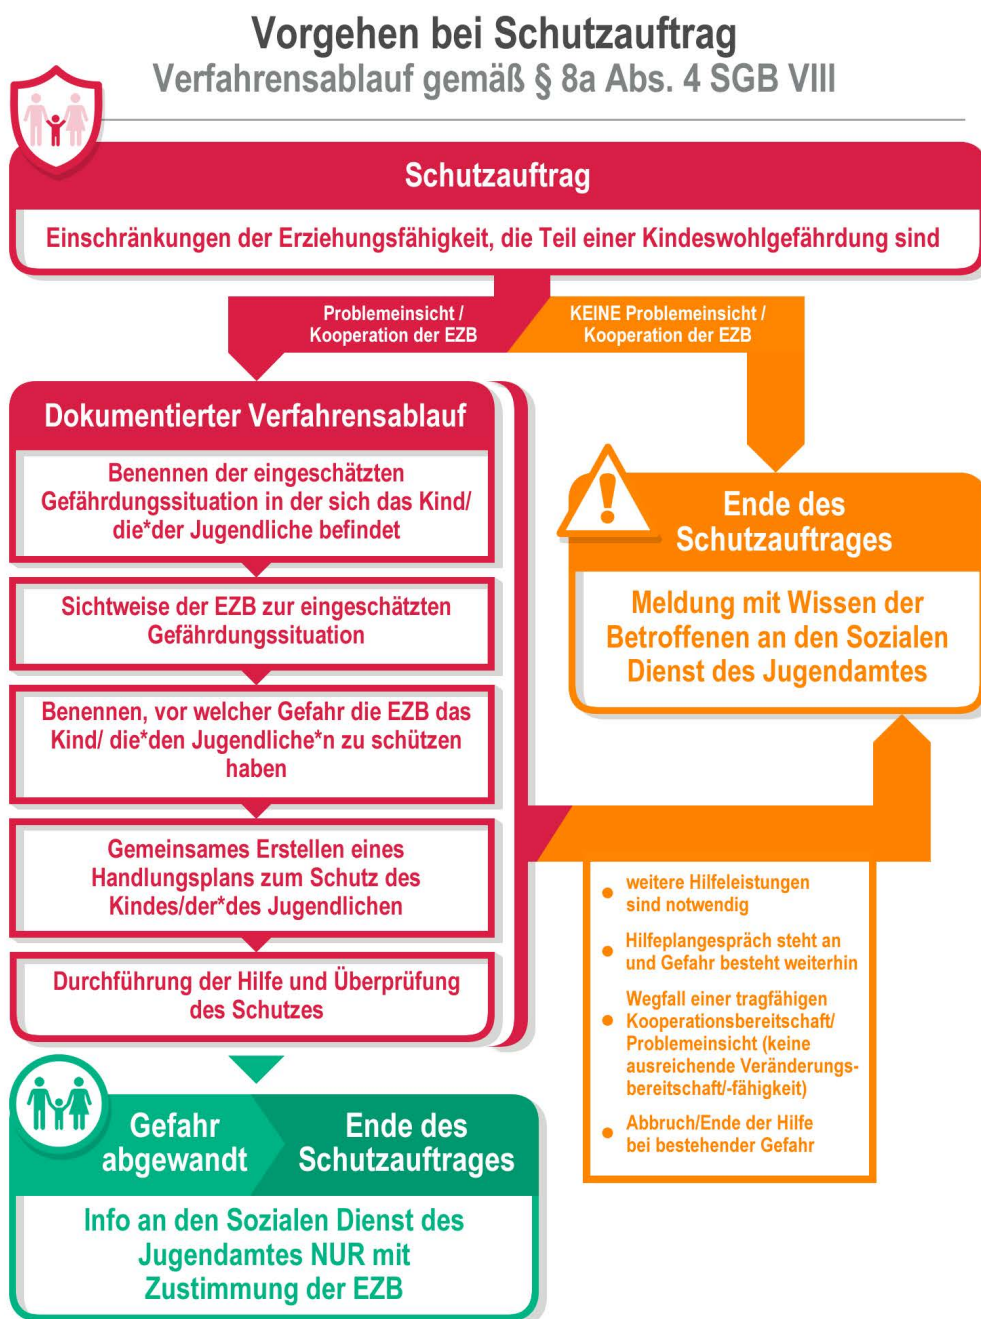 Vorgehen bei Schutzauftrag
Verfahrensablauf gemäß § 8a Abs. 4 SGB VIII
Schutzauftrag
Einschränkungen der Erziehungsfähigkeit, die Teil einer Kindeswohlgefährdung sind
Problemeinsicht /
Kooperation der EZB
KEINE Problemeinsicht /
Kooperation der EZB
Dokumentierter Verfahrensablauf
Benennen der eingeschätzten
Gefährdungssituation in der sich das Kind/
die*der Jugendliche befindet
Sichtweise der EZB zur eingeschätzten
Gefährdungssituation
Benennen, vor welcher Gefahr die EZB das
Kind/ die*den Jugendliche*n zu schützen
haben
Gemeinsames Erstellen eines
Handlungsplans zum Schutz des
Kindes/der*des Jugendlichen
Durchführung der Hilfe und Überprüfung
des Schutzes
Ende des
Schutzauftrages
Meldung mit Wissen der
Betroffenen an den Sozialen
Dienst des Jugendamtes
weitere Hilfeleistungen
sind notwendig
Hilfeplangespräch steht an
und Gefahr besteht weiterhin
Wegfall einer tragfähigen
Kooperationsbereitschaft/
Problemeinsicht (keine
ausreichende Veränderungs-
bereitschaft/-fähigkeit)
Abbruch/Ende der Hilfe
bei bestehender Gefahr
Gefahr
abgewandt
Ende des
Schutzauftrages
Info an den Sozialen Dienst des
Jugendamtes NUR mit
Zustimmung der EZB